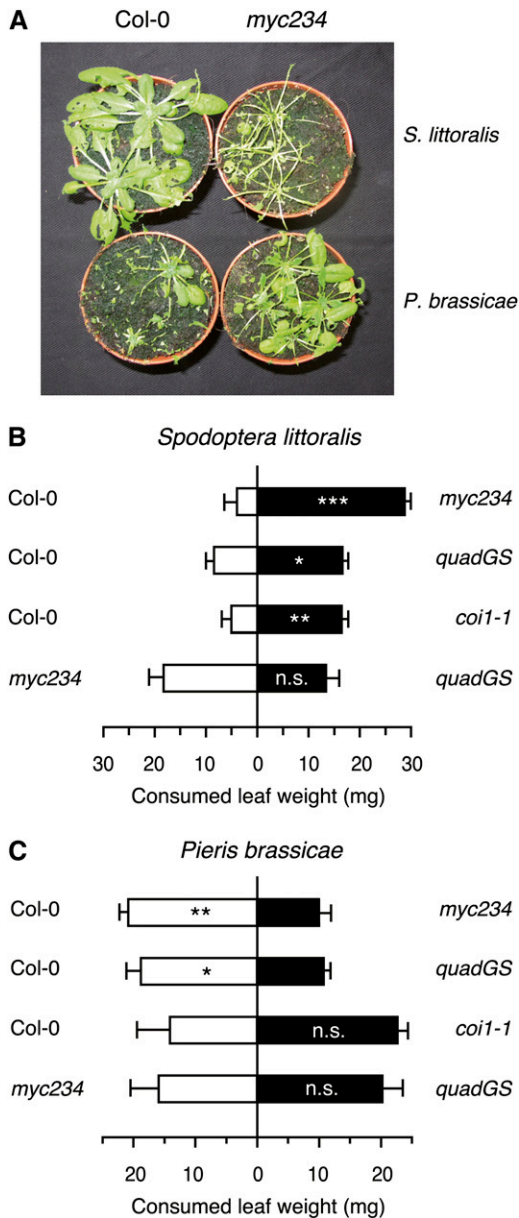 A
Col-0 myc234
S. littoralis
P. brassicae
B Spodoptera littoralis
Col-0 *** myc234
Col-0 * quadGS
Col-0 ** coi1-1
myc234 n.s. quadGS
30 20 10 0 10 20 30
Consumed leaf weight (mg)
C Pieris brassicae
Col-0 ** myc234
Col-0 * quadGS
Col-0 n.s. coi1-1
myc234 n.s. quadGS
20 10 0 10 20
Consumed leaf weight (mg)